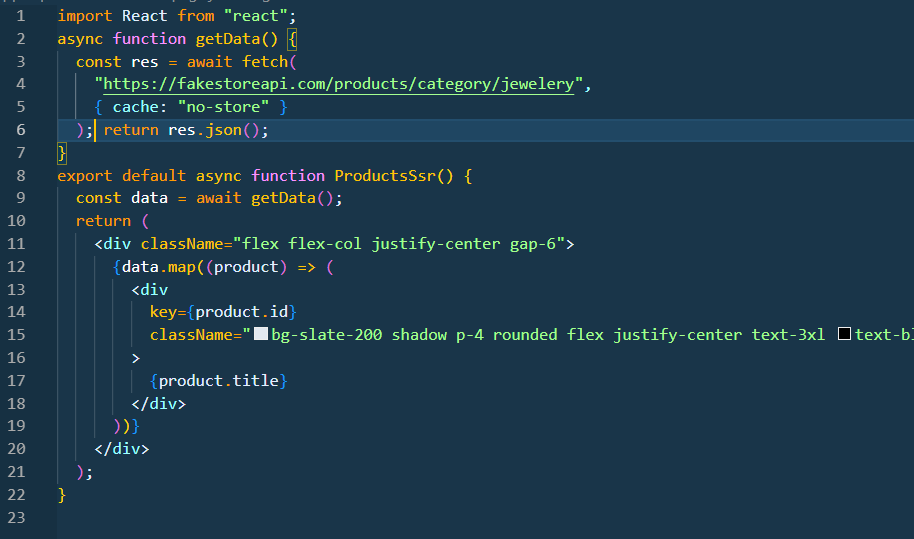 1 import React from "react";
2 async function getData() {
3 const res = await fetch(
4 "https://fakestoreapi.com/products/category/jewelery",
5 { cache: "no-store" }
6 ); return res.json();
7 }
8 export default async function ProductsSsr() {
9 const data = await getData();
10 return (
11 <div className="flex flex-col justify-center gap-6">
12 {data.map((product) => (
13 <div
14 key={product.id}
15 className="bg-slate-200 shadow p-4 rounded flex justify-center text-3xl
16 >
17 {product.title}
18 </div>
19 ))}
20 </div>
21 );
22 }
23